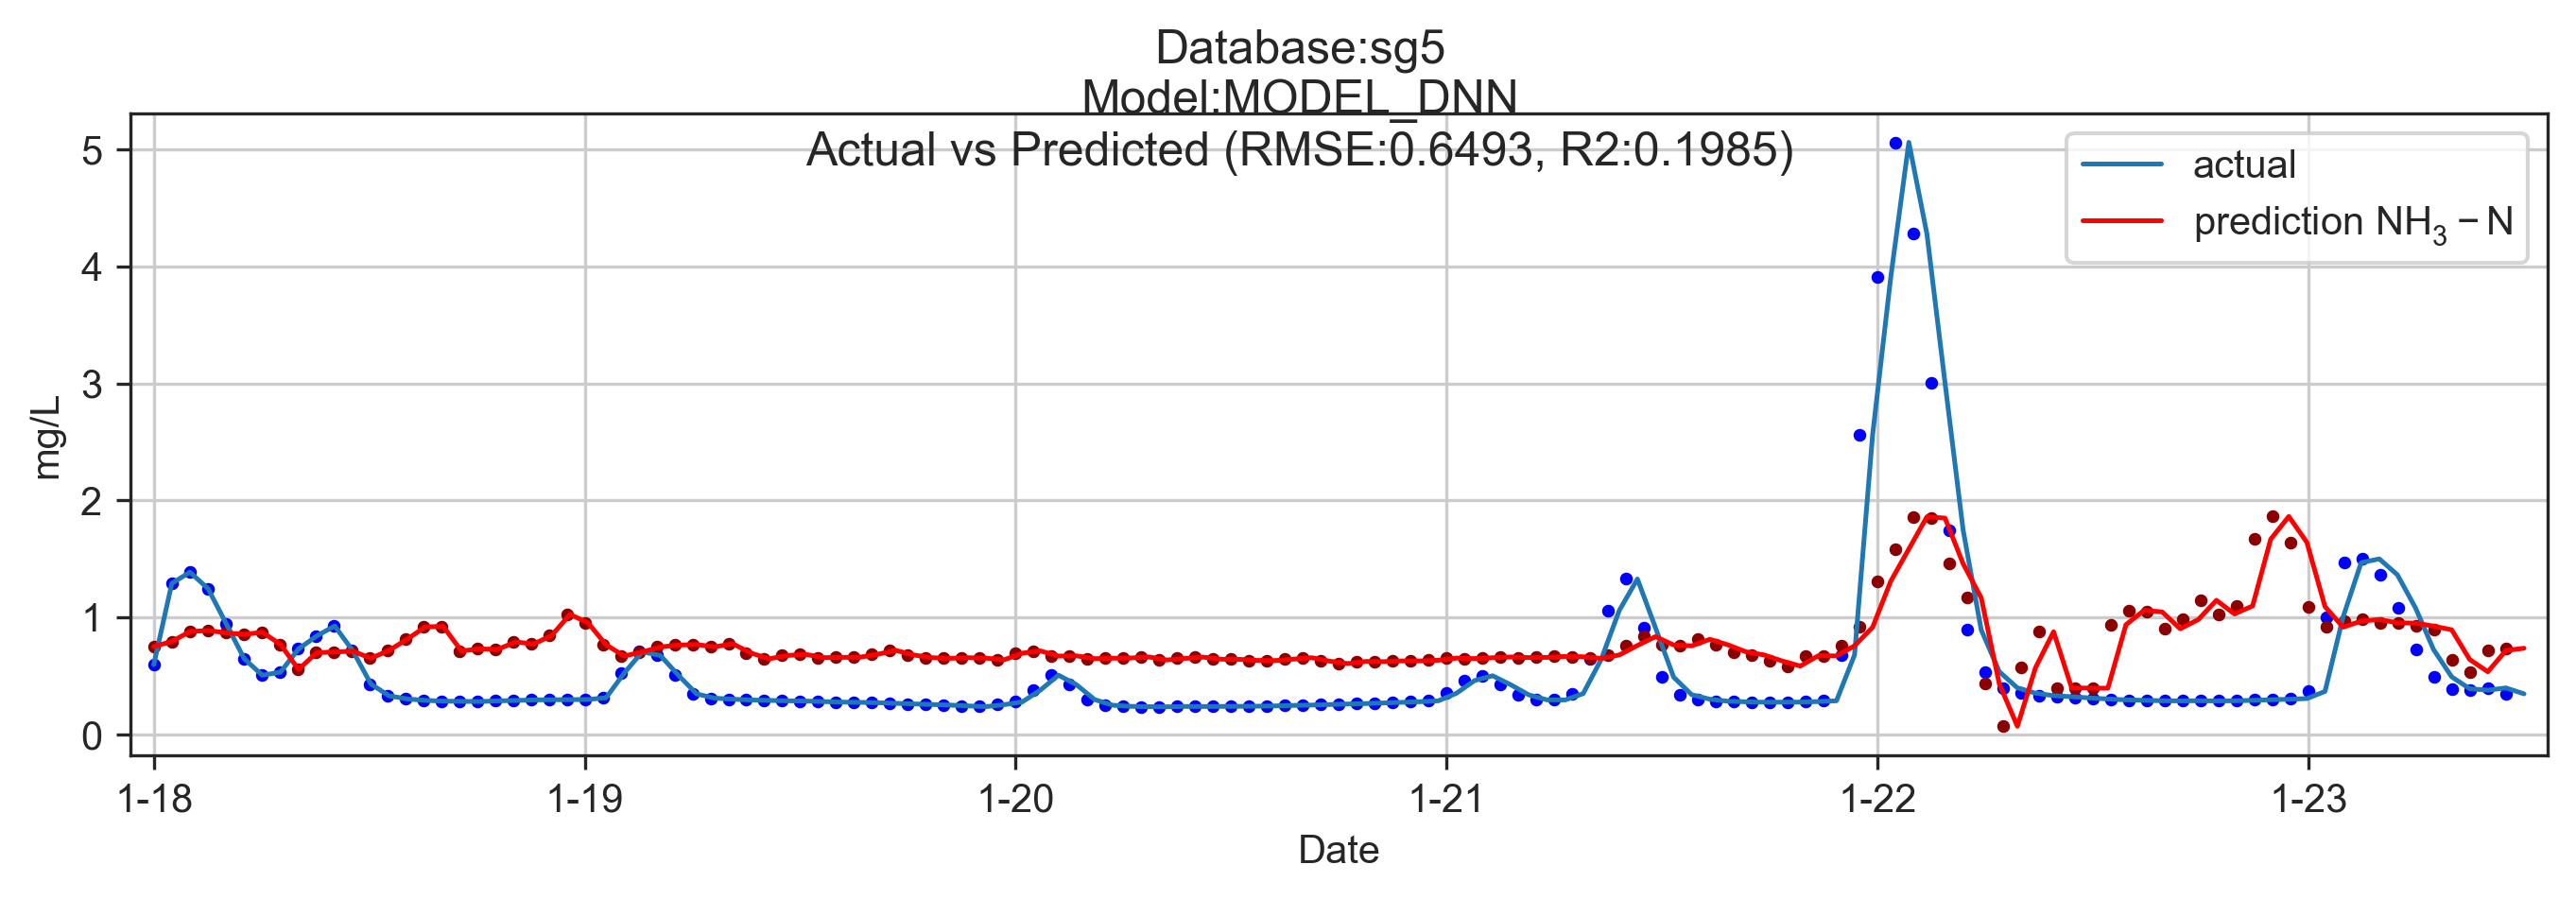 Database:sg5
Model:MODEL_DNN
Actual vs Predicted (RMSE:0.6493, R2:0.1985)
actual
prediction NH₃ − N
mg/L
5
4
3
2
1
0
1-18 1-19 1-20 1-21 1-22 1-23
Date